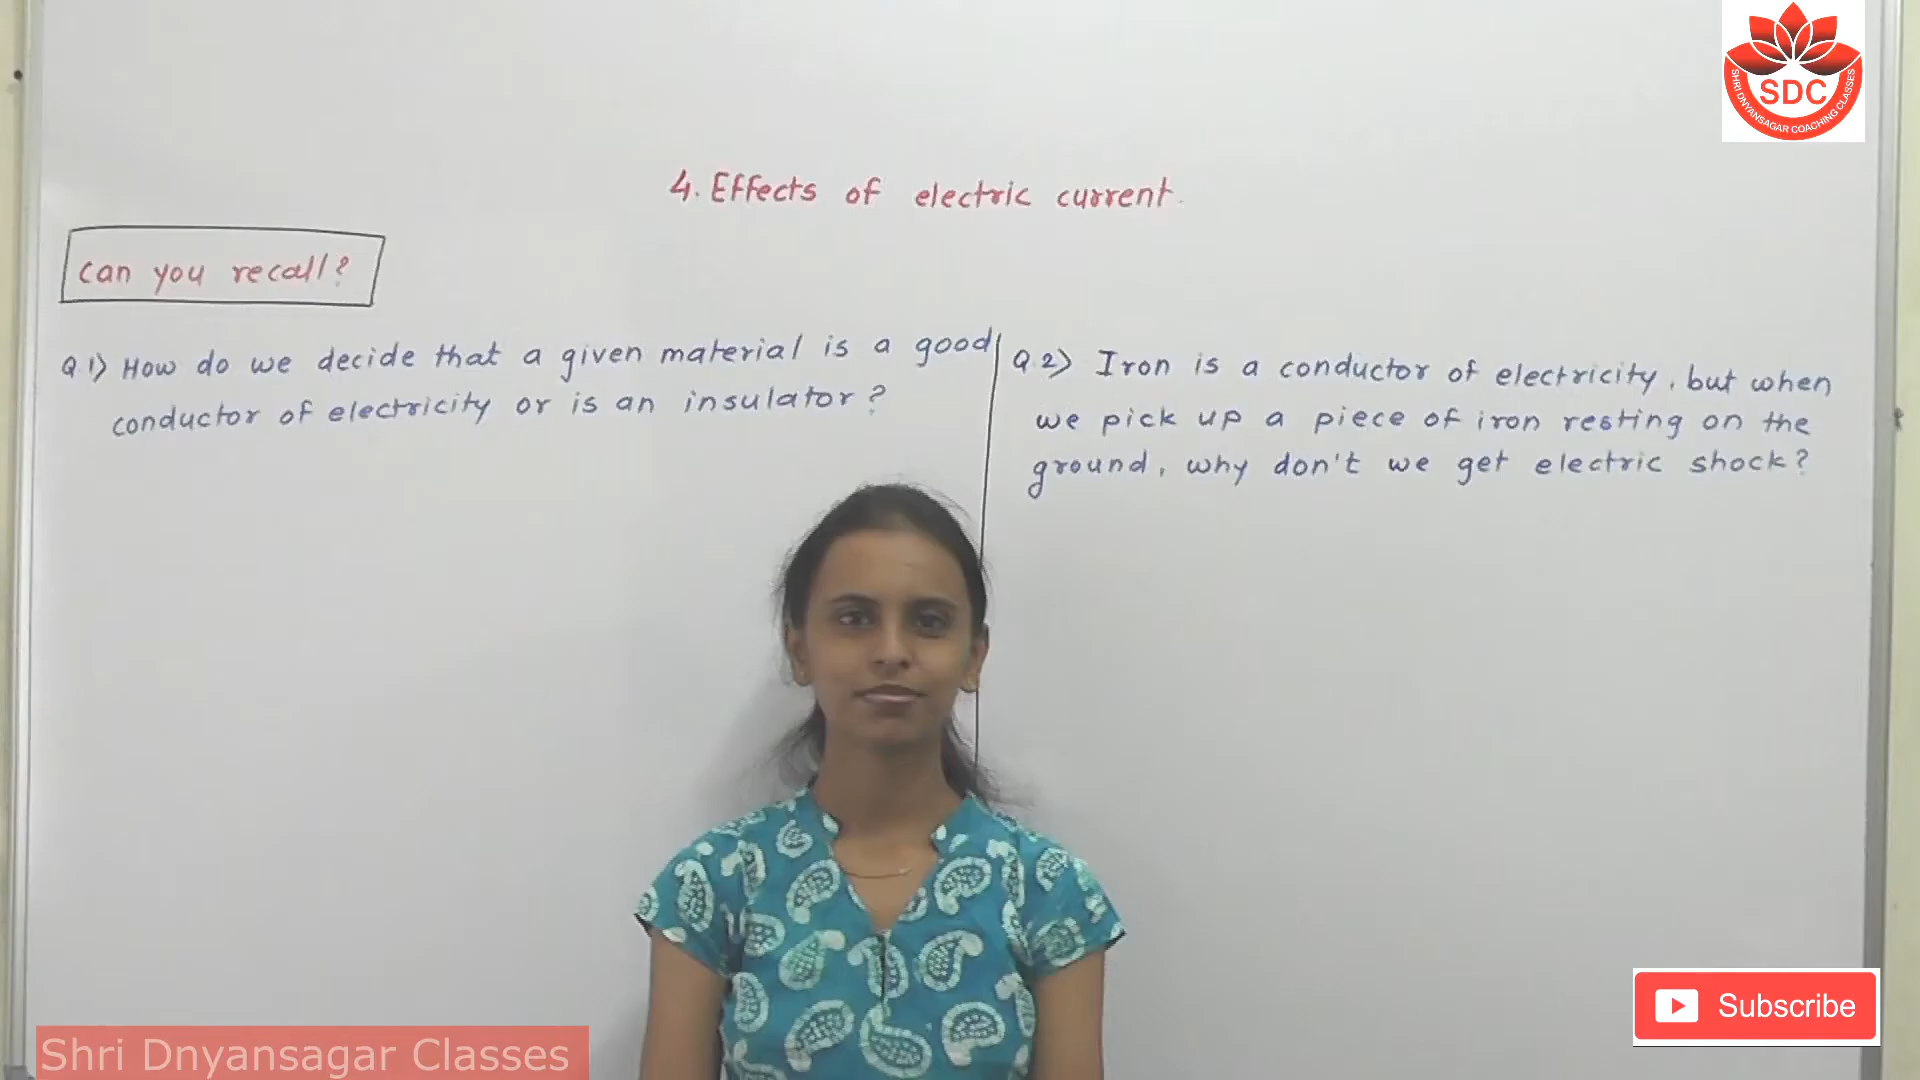 SDC
SHRI DNYANSAGAR COACHING CLASSES
4. Effects of electric current.
can you recall?
Q 1) How do we decide that a given material is a good
conductor of electricity or is an insulator?
Q.2) Iron is a conductor of electricity, but when
we pick up a piece of iron resting on the
ground, why don't we get electric shock?
Subscribe
Shri Dnyansagar Classes